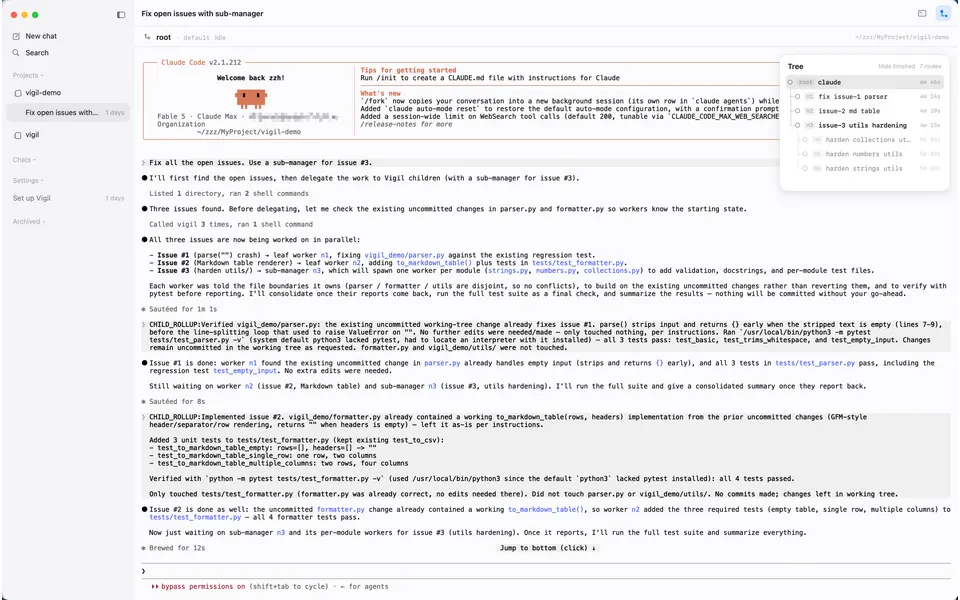 Fix open issues with sub-manager
New chat
Search
root · default idle
~/zzz/MyProject/vigil-demo
Projects
vigil-demo
Fix open issues with... 1 days
vigil
Chats
Settings
Set up Vigil 1 days
Archived
Tree Hide finished 7 nodes
root claude
n1 fix issue-1 parser 4m 24s
n2 issue-2 md table 4m 19s
n3 issue-3 utils hardening
harden collections ut...
harden numbers utils
harden strings utils
Claude Code v2.1.212
Welcome back zzh!
Fable 5 · Claude Max ·
Organization
~/zzz/MyProject/vigil-demo
Tips for getting started
Run /init to create a CLAUDE.md file with instructions for Claude
What's new
`/fork` now copies your conversation into a new background session (its own row in `claude agents`) while
Added `claude auto-mode reset` to restore the default auto-mode configuration, with a confirmation prompt
Added a session-wide limit on WebSearch tool calls (default 200, tunable via `CLAUDE_CODE_MAX_WEB_SEARCHE
/release-notes for more
❯ Fix all the open issues. Use a sub-manager for issue #3.
● I'll first find the open issues, then delegate the work to Vigil children (with a sub-manager for issue #3).
Listed 1 directory, ran 2 shell commands
● Three issues found. Before delegating, let me check the existing uncommitted changes in parser.py and formatter.py so workers know the starting state.
Called vigil 3 times, ran 1 shell command
● All three issues are now being worked on in parallel:
– Issue #1 (parse("") crash) → leaf worker n1, fixing vigil_demo/parser.py against the existing regression test.
– Issue #2 (Markdown table renderer) → leaf worker n2, adding to_markdown_table() plus tests in tests/test_formatter.py.
– Issue #3 (harden utils/) → sub-manager n3, which will spawn one worker per module (strings.py, numbers.py, collections.py) to add validation, docstrings, and per-module test files.
Each worker was told the file boundaries it owns (parser / formatter / utils are disjoint, so no conflicts), to build on the existing uncommitted changes rather than reverting them, and to verify with
pytest before reporting. I'll consolidate once their reports come back, run the full test suite as a final check, and summarize the results — nothing will be committed without your go-ahead.
✻ Sautéed for 1m 1s
❯ CHILD_ROLLUP:Verified vigil_demo/parser.py: the existing uncommitted working-tree change already fixes issue #1. parse() strips input and returns {} early when the stripped text is empty (lines 7–9),
before the line-splitting loop that used to raise ValueError on "". No further edits were needed/made — only touched nothing, per instructions. Ran `/usr/local/bin/python3 -m pytest
tests/test_parser.py -v` (system default python3 lacked pytest, had to locate an interpreter with it installed) — all 3 tests pass: test_basic, test_trims_whitespace, and test_empty_input. Changes
remain uncommitted in the working tree as requested. formatter.py and vigil_demo/utils/ were not touched.
● Issue #1 is done: worker n1 found the existing uncommitted change in parser.py already handles empty input (strips and returns {} early), and all 3 tests in tests/test_parser.py pass, including the
regression test test_empty_input. No extra edits were needed.
Still waiting on worker n2 (issue #2, Markdown table) and sub-manager n3 (issue #3, utils hardening). I'll run the full suite and give a consolidated summary once they report back.
✻ Sautéed for 8s
❯ CHILD_ROLLUP:Implemented issue #2. vigil_demo/formatter.py already contained a working to_markdown_table(rows, headers) implementation from the prior uncommitted changes (GFM-style
header/separator/row rendering, returns "" when headers is empty) — left it as-is per instructions.
Added 3 unit tests to tests/test_formatter.py (kept existing test_to_csv):
– test_to_markdown_table_empty: rows=[], headers=[] –> ""
– test_to_markdown_table_single_row: one row, two columns
– test_to_markdown_table_multiple_columns: two rows, four columns
Verified with `python -m pytest tests/test_formatter.py -v` (used /usr/local/bin/python3 since the default `python3` lacked pytest installed): all 4 tests passed.
Only touched tests/test_formatter.py (formatter.py was already correct, no edits needed there). Did not touch parser.py or vigil_demo/utils/. No commits made; changes left in working tree.
● Issue #2 is done as well: the uncommitted formatter.py change already contained a working to_markdown_table(), so worker n2 added the three required tests (empty table, single row, multiple columns) to
tests/test_formatter.py — all 4 formatter tests pass.
Now just waiting on sub-manager n3 and its per-module workers for issue #3 (utils hardening). Once it reports, I'll run the full test suite and summarize everything.
✻ Brewed for 12s
Jump to bottom (click) ↓
❯
⏵⏵ bypass permissions on (shift+tab to cycle) · ← for agents